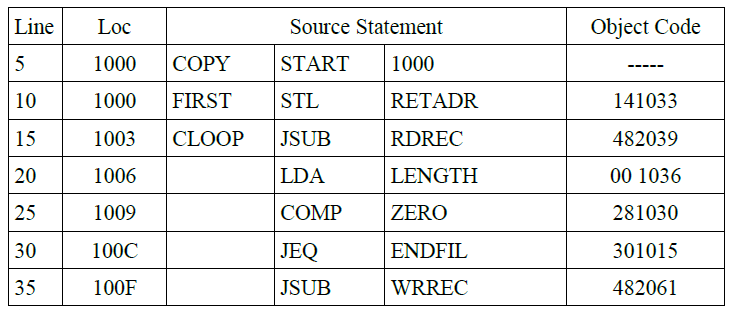 Line Loc Source Statement Object Code
5 1000 COPY START 1000 -----
10 1000 FIRST STL RETADR 141033
15 1003 CLOOP JSUB RDREC 482039
20 1006 LDA LENGTH 00 1036
25 1009 COMP ZERO 281030
30 100C JEQ ENDFIL 301015
35 100F JSUB WRREC 482061